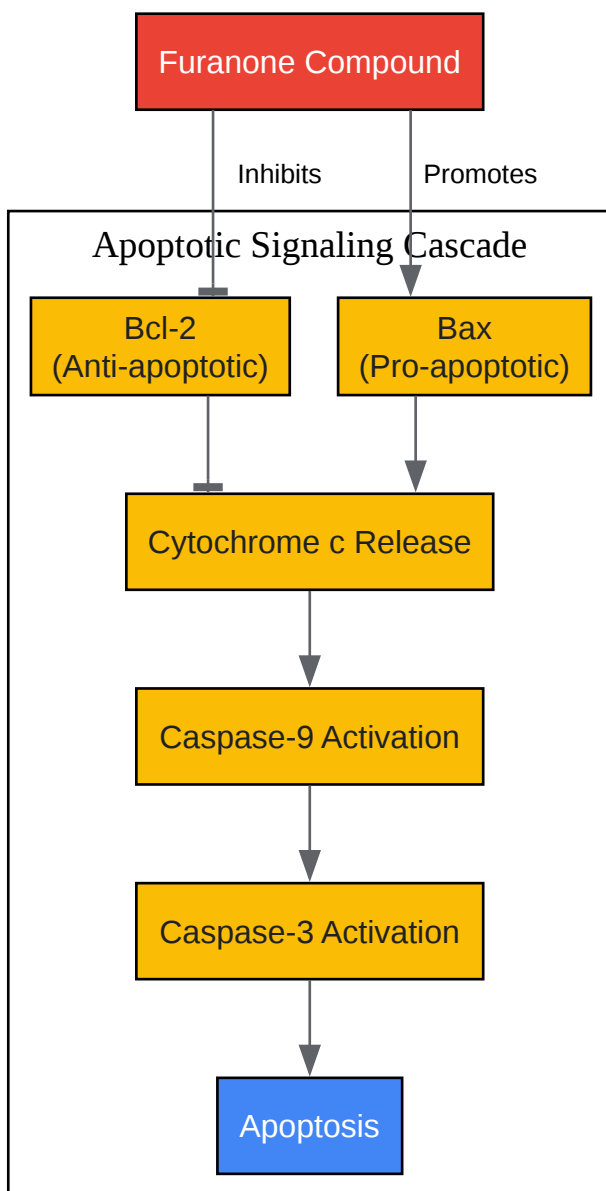 Furanone Compound
Inhibits
Promotes
Apoptotic Signaling Cascade
Bcl-2
(Anti-apoptotic)
Bax
(Pro-apoptotic)
Cytochrome c Release
Caspase-9 Activation
Caspase-3 Activation
Apoptosis